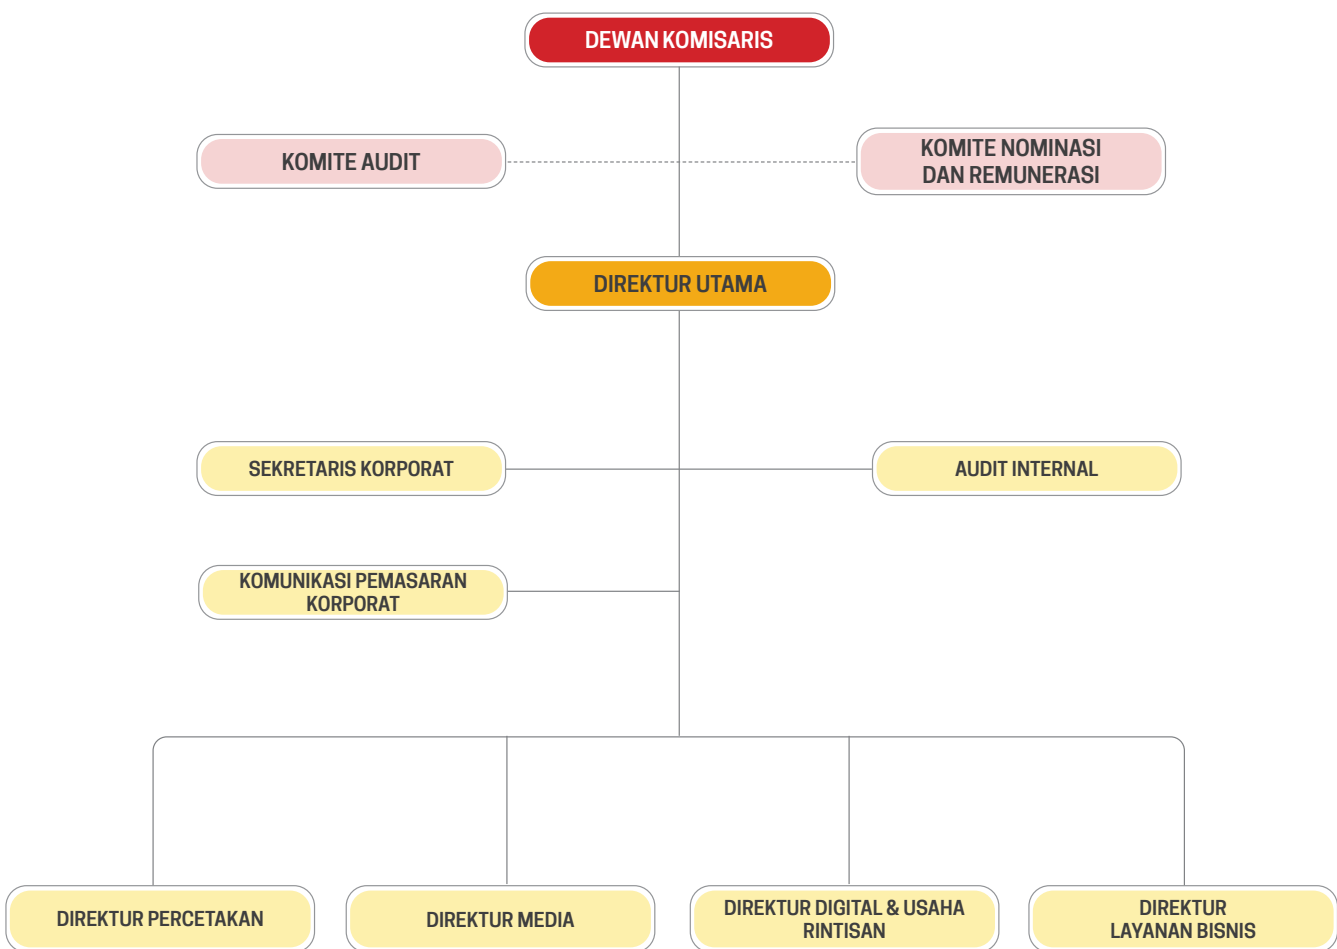 DEWAN KOMISARIS
KOMITE AUDIT
KOMITE NOMINASI
DAN REMUNERASI
DIREKTUR UTAMA
SEKRETARIS KORPORAT
AUDIT INTERNAL
KOMUNIKASI PEMASARAN
KORPORAT
DIREKTUR PERCETAKAN
DIREKTUR MEDIA
DIREKTUR DIGITAL & USAHA
RINTISAN
DIREKTUR
LAYANAN BISNIS